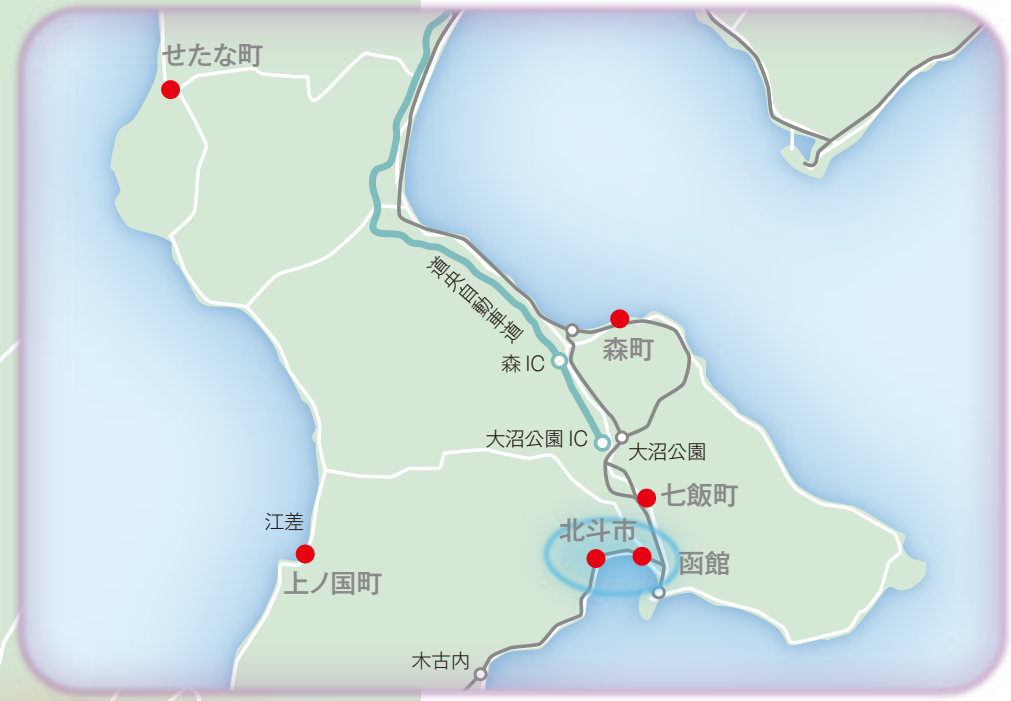 せたな町
道央自動車道
森町
森 IC
大沼公園 IC
大沼公園
七飯町
江差
北斗市
函館
上ノ国町
木古内